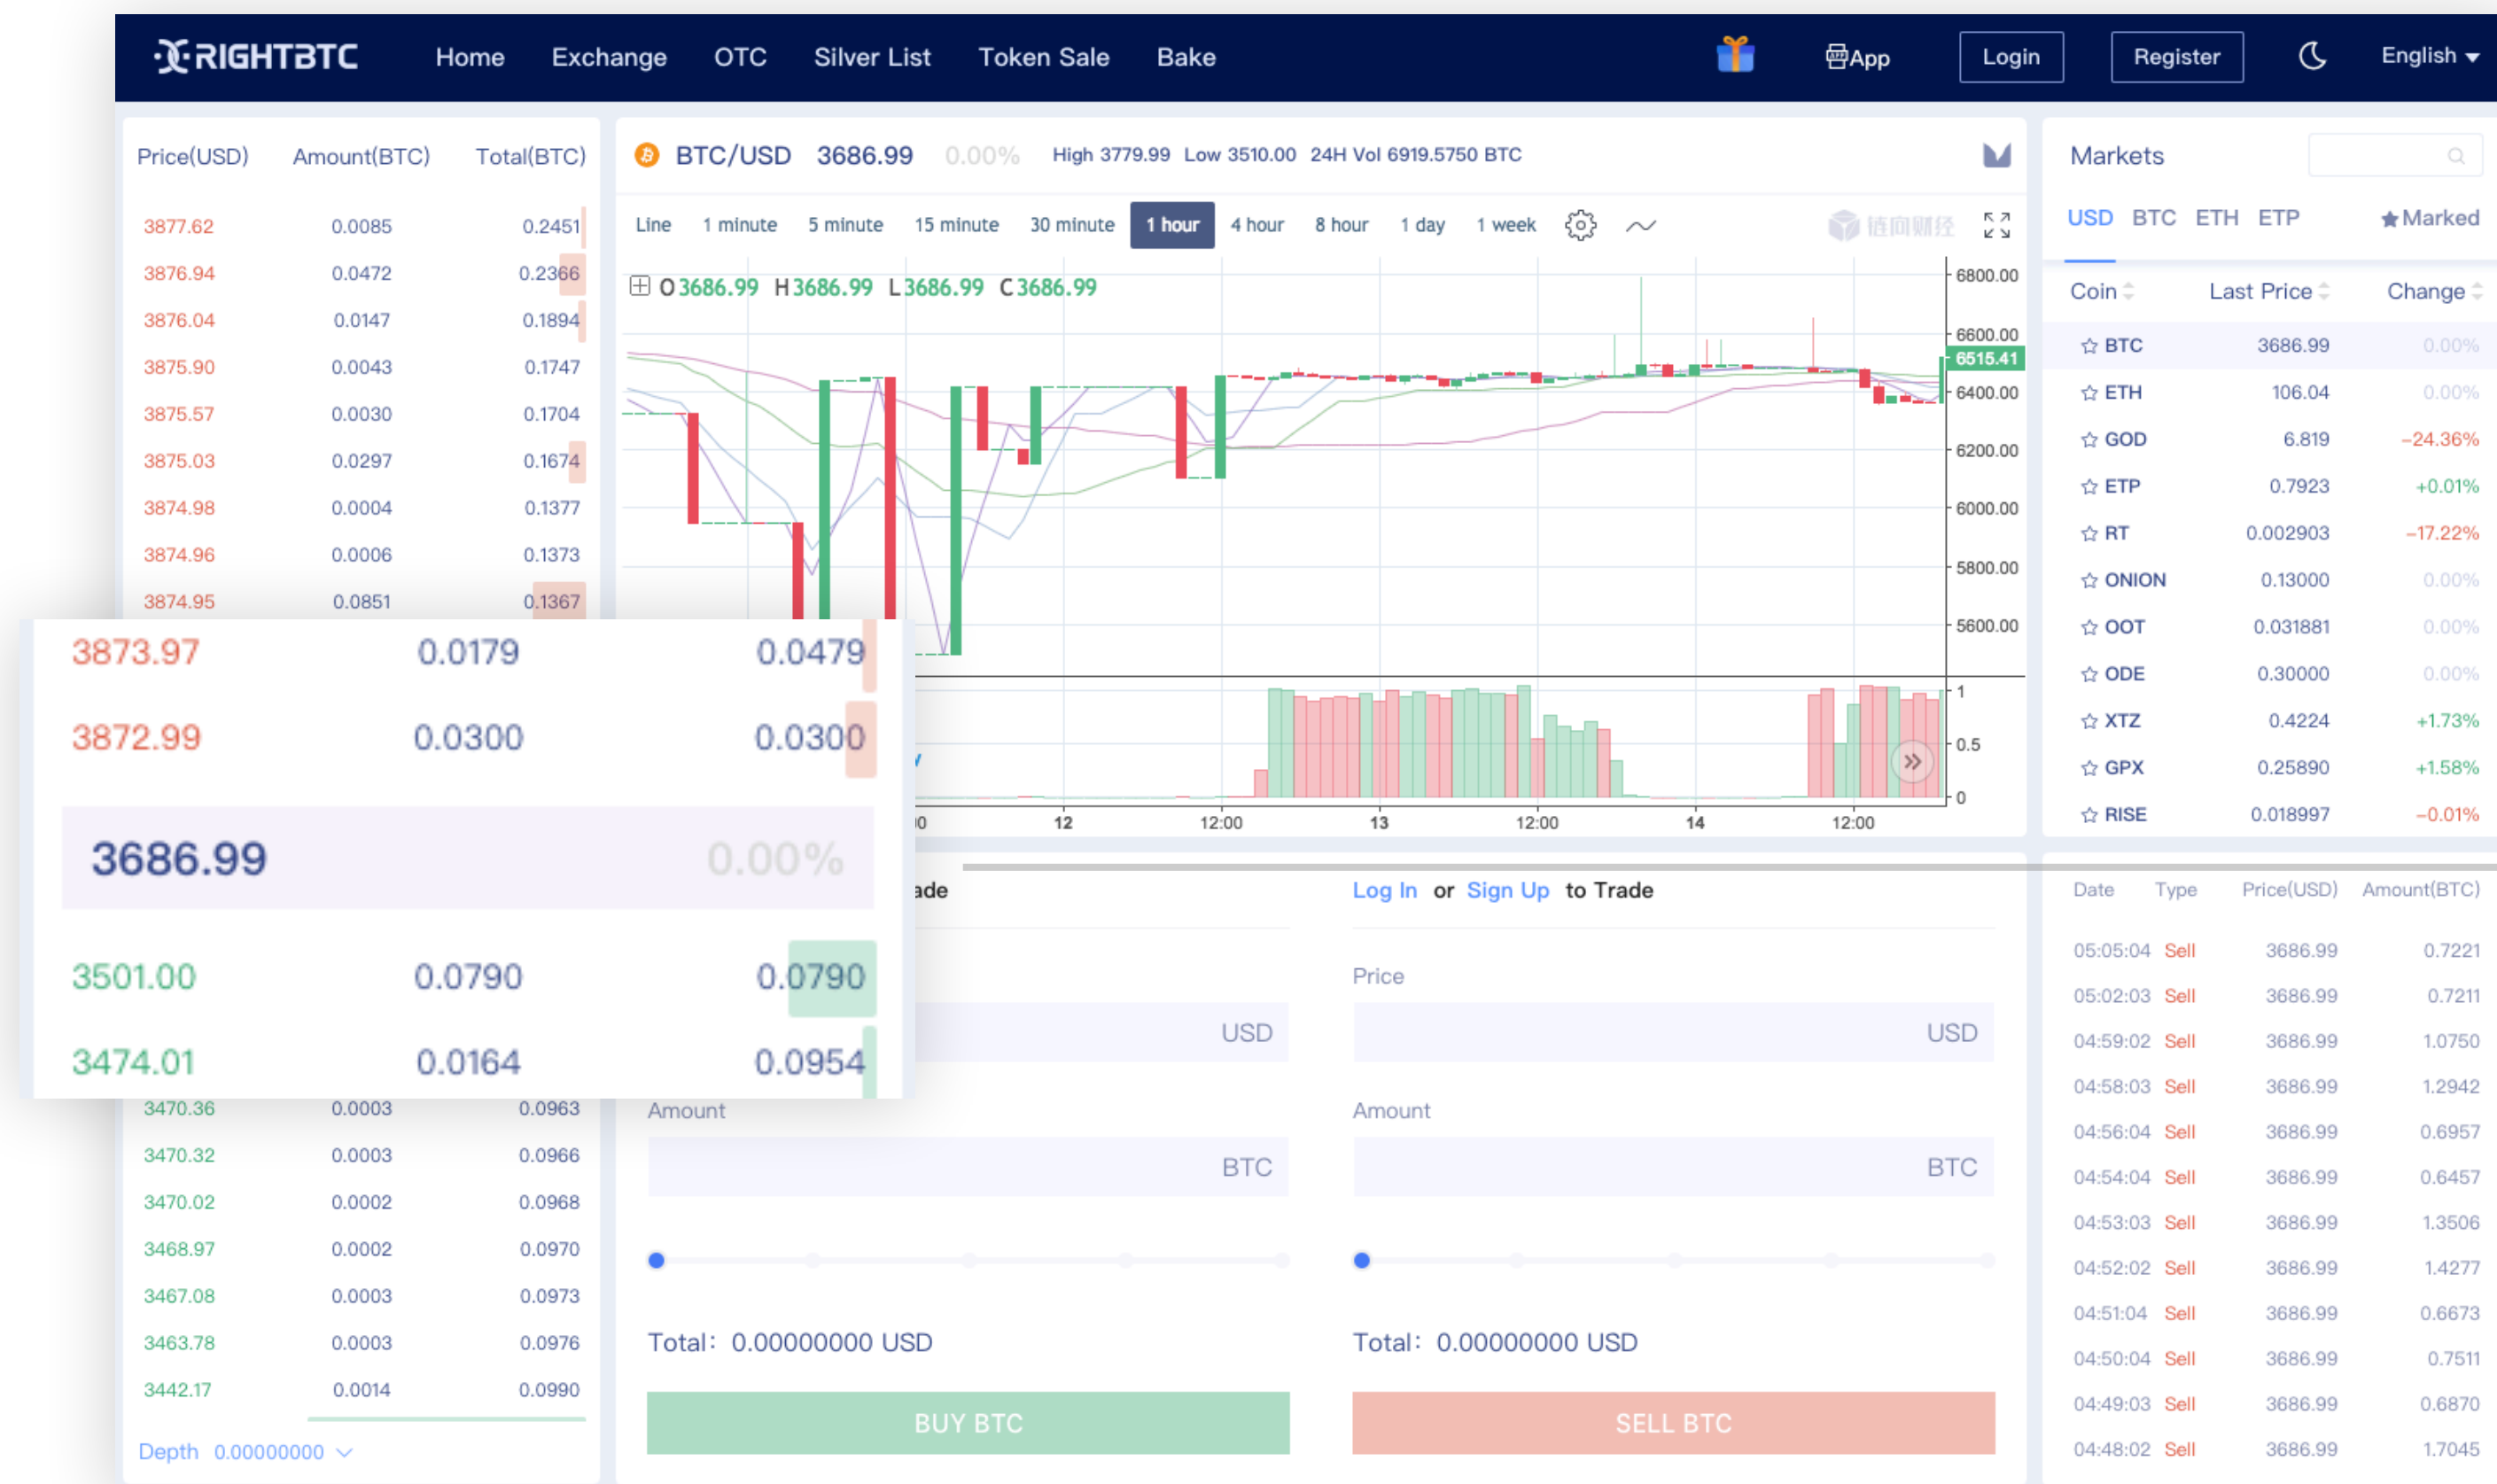 RIGHTBTC Home Exchange OTC Silver List Token Sale Bake App Login Register English
Price(USD) Amount(BTC) Total(BTC)
3877.62 0.0085 0.2451
3876.94 0.0472 0.2366
3876.04 0.0147 0.1894
3875.90 0.0043 0.1747
3875.57 0.0030 0.1704
3875.03 0.0297 0.1674
3874.98 0.0004 0.1377
3874.96 0.0006 0.1373
3874.95 0.0851 0.1367
3873.97 0.0179 0.0479
3872.99 0.0300 0.0300
3686.99 0.00%
3501.00 0.0790 0.0790
3474.01 0.0164 0.0954
3470.36 0.0003 0.0963
3470.32 0.0003 0.0966
3470.02 0.0002 0.0968
3468.97 0.0002 0.0970
3467.08 0.0003 0.0973
3463.78 0.0003 0.0976
3442.17 0.0014 0.0990
Depth 0.00000000
BTC/USD 3686.99 0.00% High 3779.99 Low 3510.00 24H Vol 6919.5750 BTC
Line 1 minute 5 minute 15 minute 30 minute 1 hour 4 hour 8 hour 1 day 1 week 链向财经
O 3686.99 H 3686.99 L 3686.99 C 3686.99
6800.00
6600.00
6515.41
6400.00
6200.00
6000.00
5800.00
5600.00
1
0.5
0
12 12:00 13 12:00 14 12:00
ade
USD
Amount
BTC
Total: 0.00000000 USD
BUY BTC
Log In or Sign Up to Trade
Price
USD
Amount
BTC
Total: 0.00000000 USD
SELL BTC
Markets
USD BTC ETH ETP Marked
Coin Last Price Change
BTC 3686.99 0.00%
ETH 106.04 0.00%
GOD 6.819 -24.36%
ETP 0.7923 +0.01%
RT 0.002903 -17.22%
ONION 0.13000 0.00%
OOT 0.031881 0.00%
ODE 0.30000 0.00%
XTZ 0.4224 +1.73%
GPX 0.25890 +1.58%
RISE 0.018997 -0.01%
Date Type Price(USD) Amount(BTC)
05:05:04 Sell 3686.99 0.7221
05:02:03 Sell 3686.99 0.7211
04:59:02 Sell 3686.99 1.0750
04:58:03 Sell 3686.99 1.2942
04:56:04 Sell 3686.99 0.6957
04:54:04 Sell 3686.99 0.6457
04:53:03 Sell 3686.99 1.3506
04:52:02 Sell 3686.99 1.4277
04:51:04 Sell 3686.99 0.6673
04:50:04 Sell 3686.99 0.7511
04:49:03 Sell 3686.99 0.6870
04:48:02 Sell 3686.99 1.7045